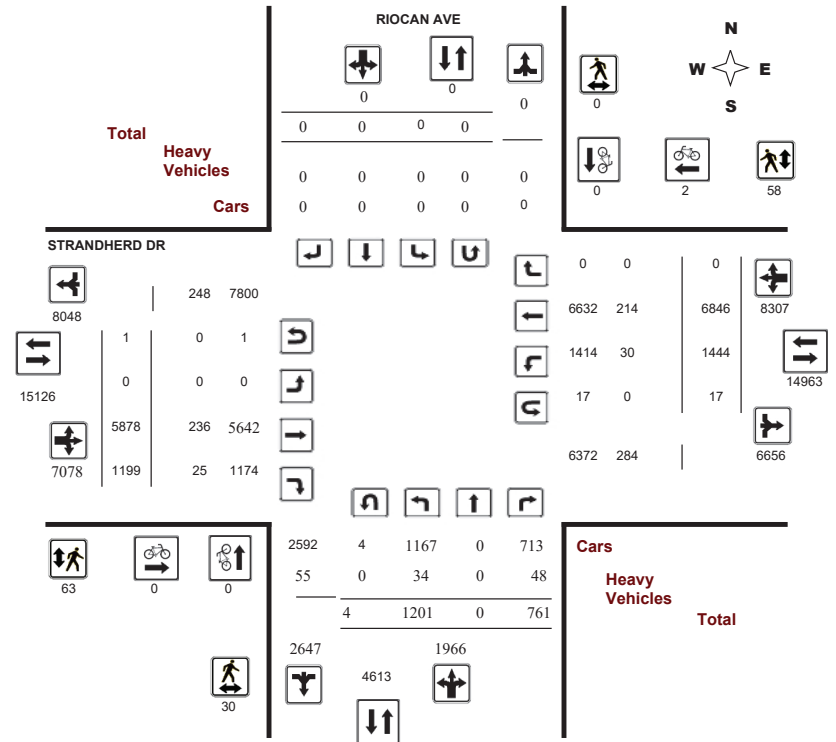 RIOCAN AVE
N
W E
S
0 0 0
0
0 0 0 0
Total
Heavy
Vehicles
0 0 0 0 0
Cars
0 0 0 0 0
0 2 58
STRANDHERD DR
0 0 0
8048
248 7800
6632 214 6846 8307
1 0 1
1414 30 1444
15126
14963
0 0 0
17 0 17
5878 236 5642
7078 1199 25 1174
6372 284 6656
2592 4 1167 0 713
Cars
55 0 34 0 48
Heavy
Vehicles
63 0 0
4 1201 0 761
Total
2647 1966
4613
30